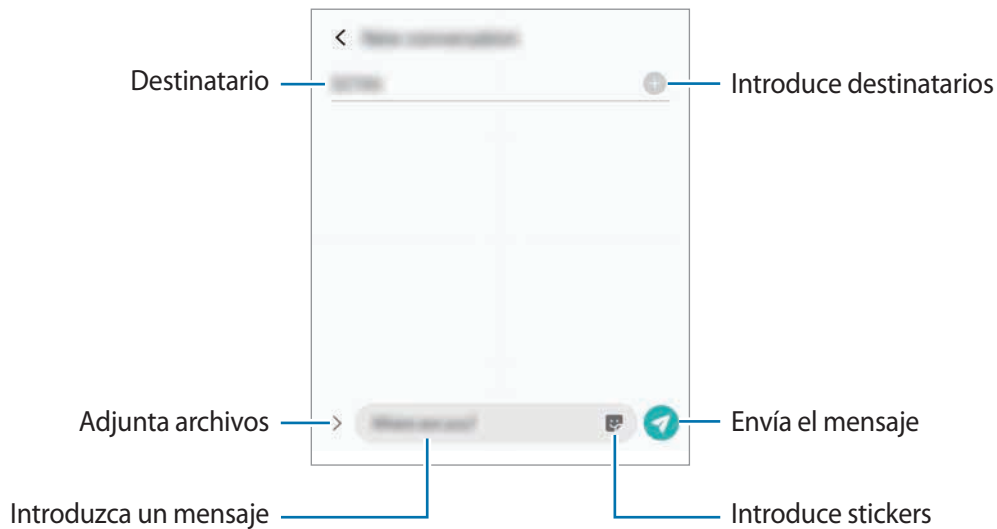 Destinatario
Introduce destinatarios
Adjunta archivos
Envía el mensaje
Introduzca un mensaje
Introduce stickers